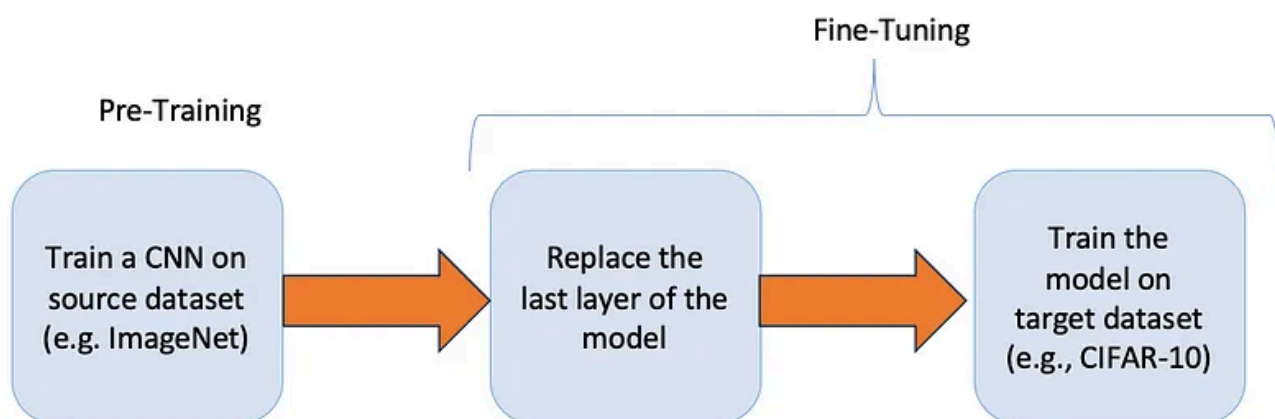 Fine-Tuning
Pre-Training
Train a CNN on
source dataset
(e.g. ImageNet)
Replace the
last layer of the
model
Train the
model on
target dataset
(e.g., CIFAR-10)